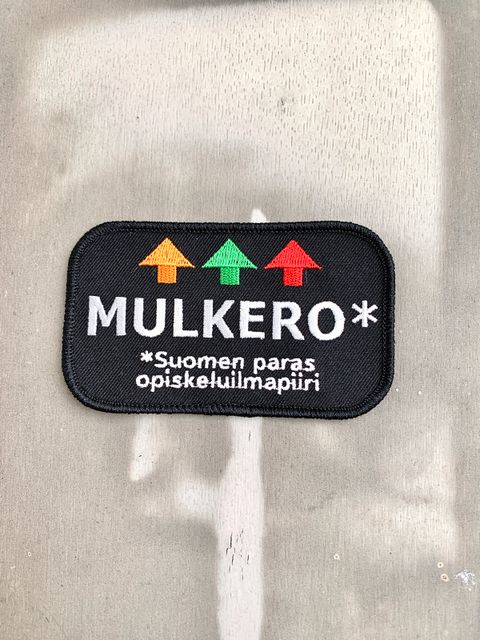 MULKERO*
*Suomen paras
opiskeluilmapiiri